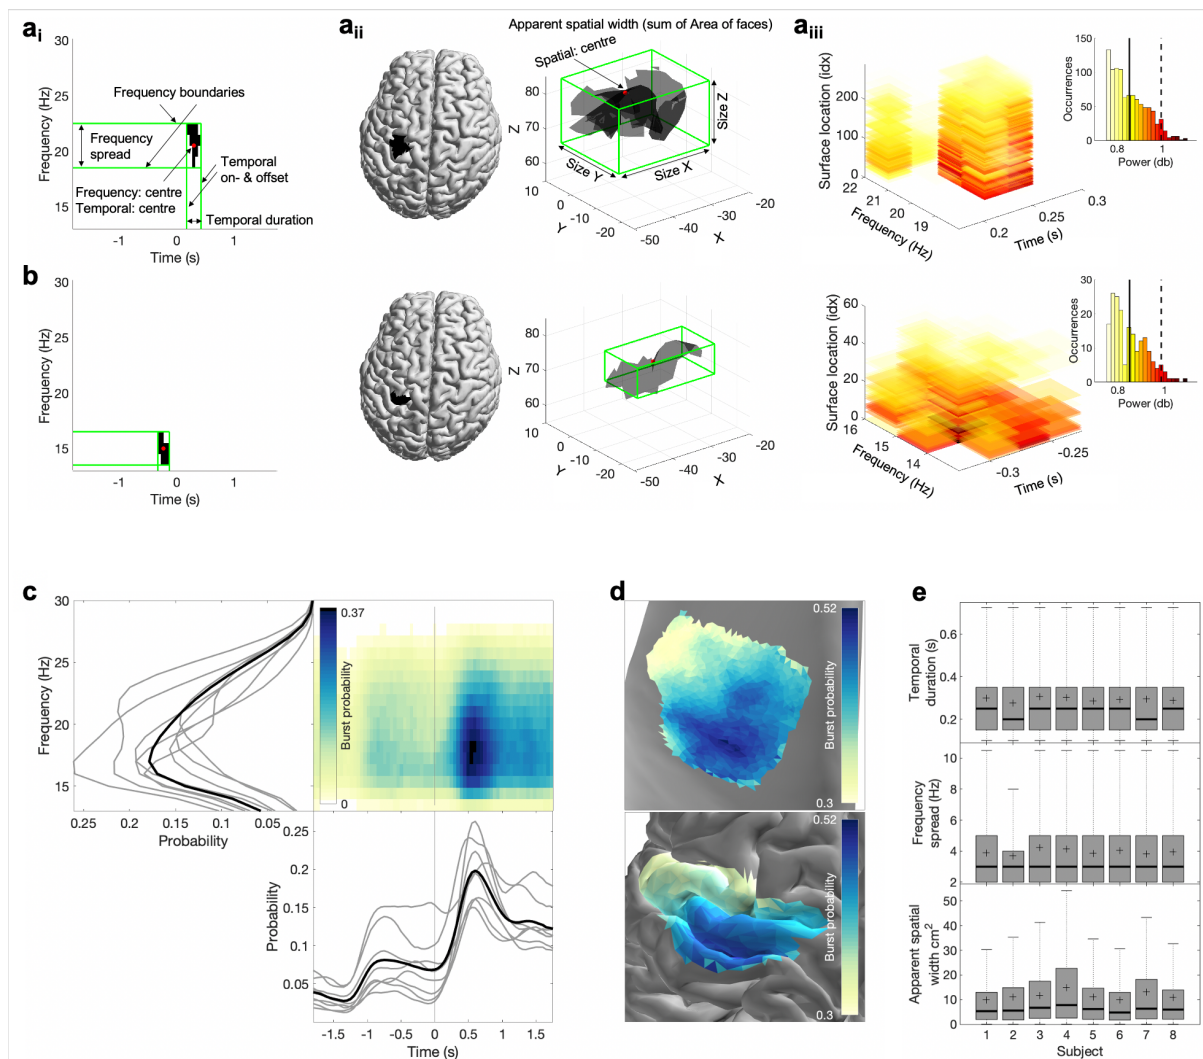 ai
30
25
20
15
Frequency (Hz)
Frequency boundaries
Frequency
spread
Frequency: centre
Temporal: centre
Temporal
on- & offset
Temporal duration
-1
0
1
Time (s)
aii
Apparent spatial width (sum of Area of faces)
Spatial: centre
80
70
60
Z
Size Z
Size Y
Size X
10
0
-10
-20
Y
-50
-40
-30
-20
X
aiii
Surface location (idx)
200
100
0
22
21
20
19
Frequency (Hz)
0.2
0.25
0.3
Time (s)
150
100
50
0
Occurrences
0.8
1
Power (db)
b
30
25
20
15
Frequency (Hz)
-1
0
1
Time (s)
80
70
60
Z
10
0
-10
-20
Y
-50
-40
-30
-20
X
Surface location (idx)
60
40
20
0
16
15
14
Frequency (Hz)
-0.3
-0.25
Time (s)
30
20
10
0
Occurrences
0.8
1
Power (db)
c
30
25
20
15
Frequency (Hz)
0.25
0.2
0.15
0.1
0.05
Probability
0.37
Burst probability
0
0.25
0.2
0.15
0.1
0.05
Probability
-1.5
-1
-0.5
0
0.5
1
1.5
Time (s)
d
0.52
Burst probability
0.3
0.52
Burst probability
0.3
e
Temporal
duration (s)
0.6
0.4
0.2
Frequency
spread (Hz)
10
8
6
4
2
Apparent spatial
width cm2
50
40
30
20
10
0
1
2
3
4
5
6
7
8
Subject